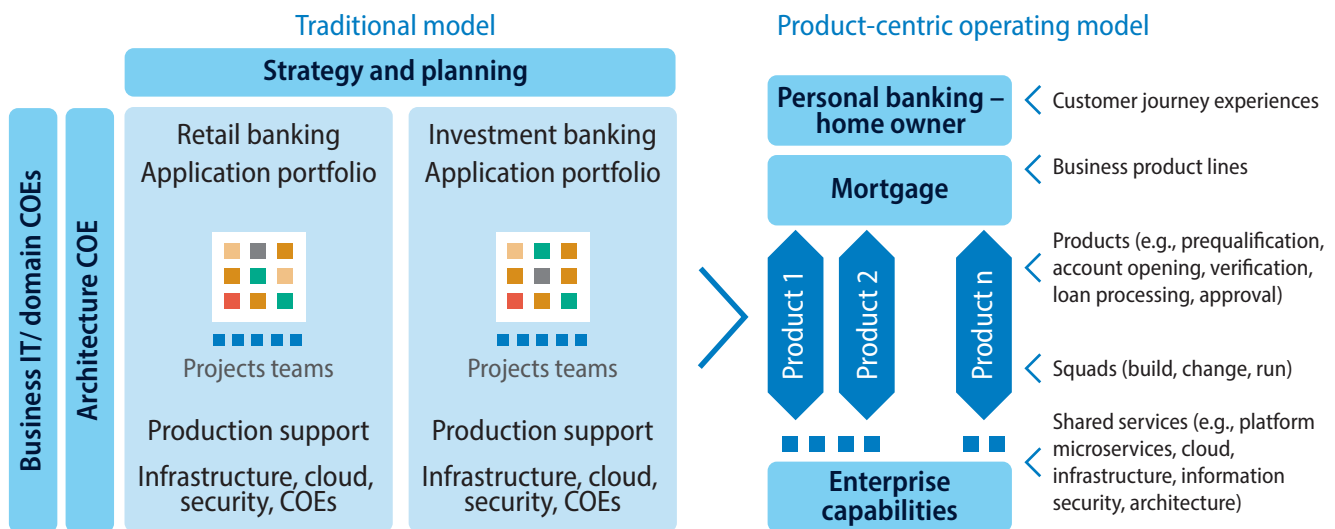 Traditional model
Strategy and planning
Business IT/ domain COEs
Architecture COE
Retail banking
Application portfolio
Projects teams
Production support
Infrastructure, cloud,
security, COEs
Investment banking
Application portfolio
Projects teams
Production support
Infrastructure, cloud,
security, COEs
Product-centric operating model
Personal banking –
home owner
Mortgage
Product 1
Product 2
Product n
Enterprise
capabilities
Customer journey experiences
Business product lines
Products (e.g., prequalification,
account opening, verification,
loan processing, approval)
Squads (build, change, run)
Shared services (e.g., platform
microservices, cloud,
infrastructure, information
security, architecture)